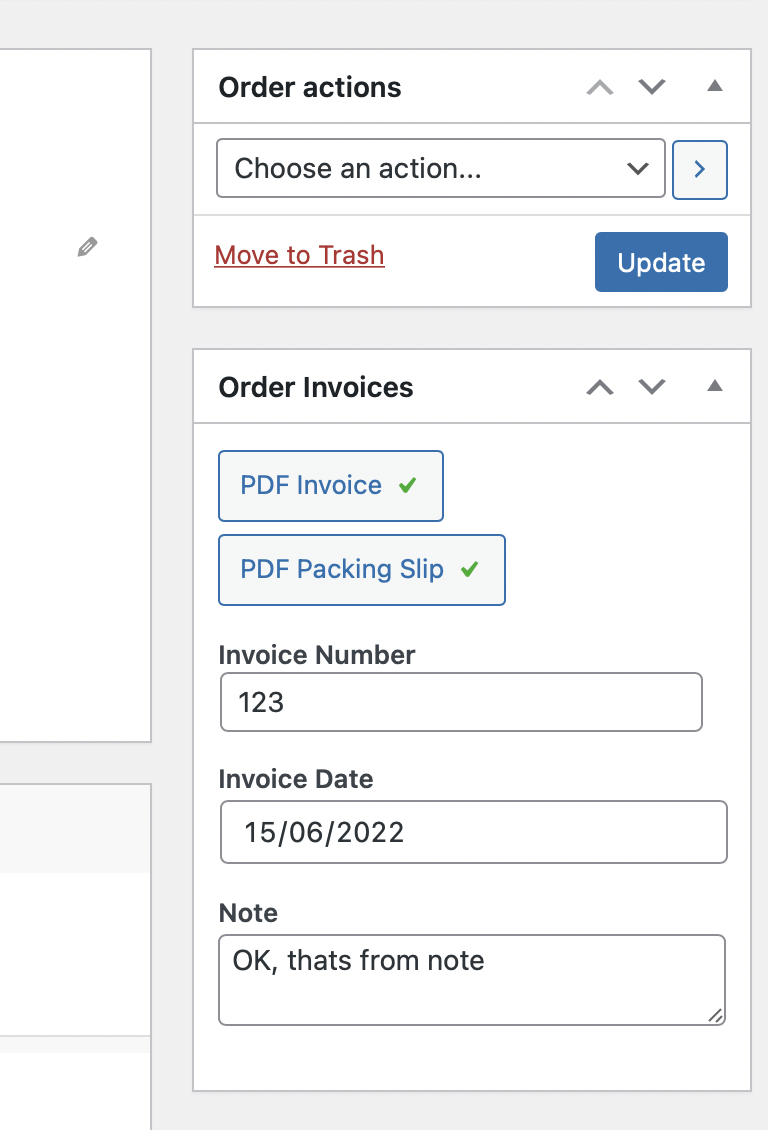 Order actions
Choose an action...
Move to Trash
Update
Order Invoices
PDF Invoice
PDF Packing Slip
Invoice Number
123
Invoice Date
15/06/2022
Note
OK, thats from note